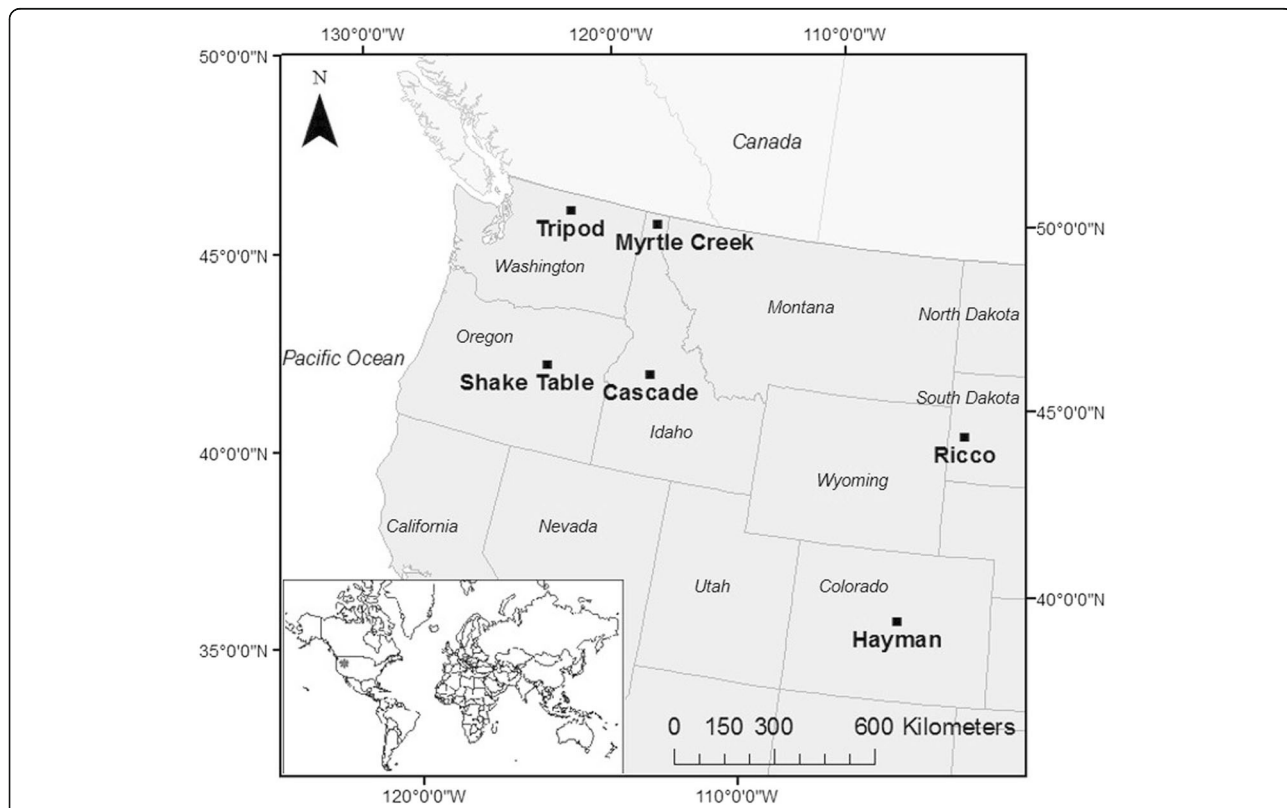 130°0'0"W 120°0'0"W 110°0'0"W
50°0'0"N
N
Canada
Tripod
Myrtle Creek
50°0'0"N
45°0'0"N
Washington
Montana
North Dakota
Oregon
Pacific Ocean
Shake Table
Cascade
South Dakota
45°0'0"N
Idaho
40°0'0"N
Ricco
Wyoming
California
Nevada
Utah
Colorado
40°0'0"N
Hayman
35°0'0"N
0 150 300 600 Kilometers
120°0'0"W 110°0'0"W